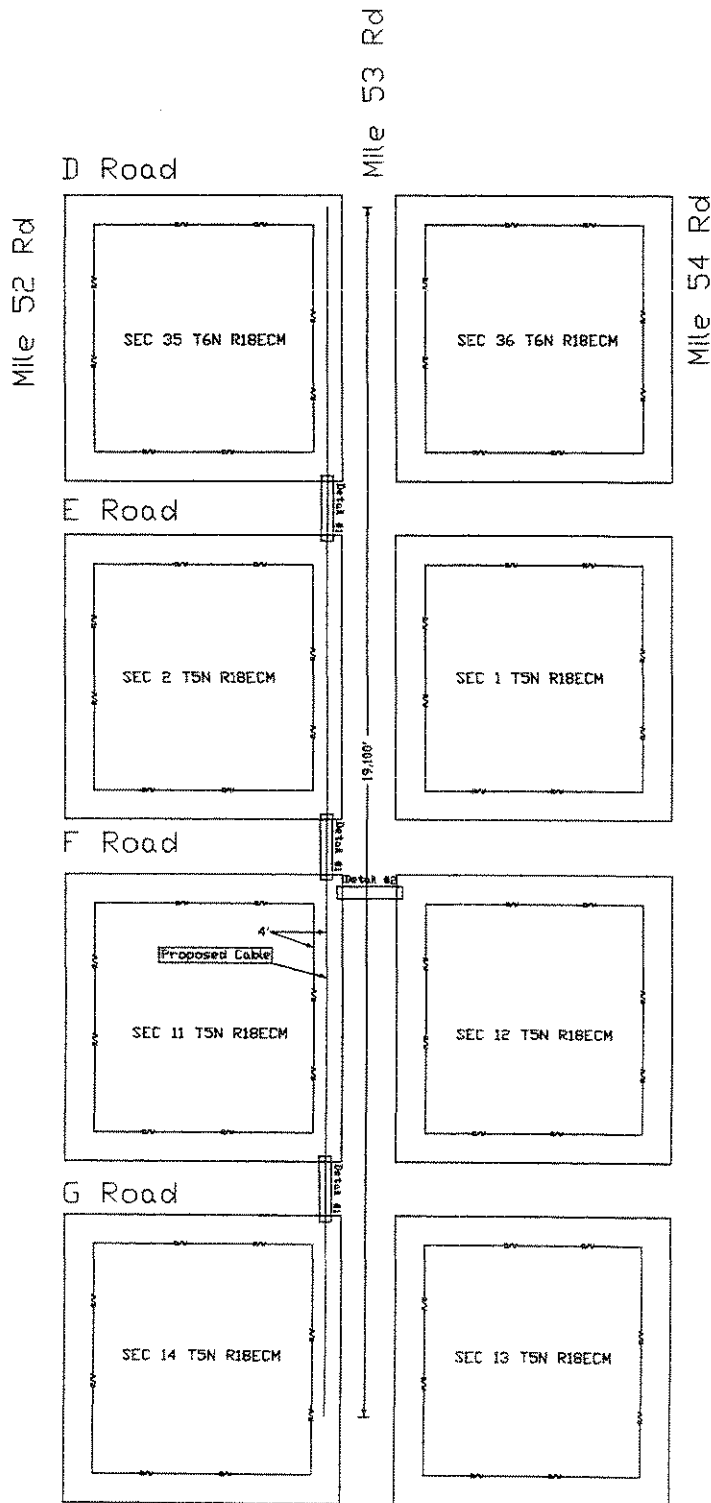 Mile 53 Rd
D Road
Mile 52 Rd
Mile 54 Rd
SEC 35 T6N R18ECM
SEC 36 T6N R18ECM
Detail #1
E Road
SEC 2 T5N R18ECM
SEC 1 T5N R18ECM
19,100'
Detail #1
F Road
Detail #2
4'
Proposed Cable
SEC 11 T5N R18ECM
SEC 12 T5N R18ECM
Detail #1
G Road
SEC 14 T5N R18ECM
SEC 13 T5N R18ECM